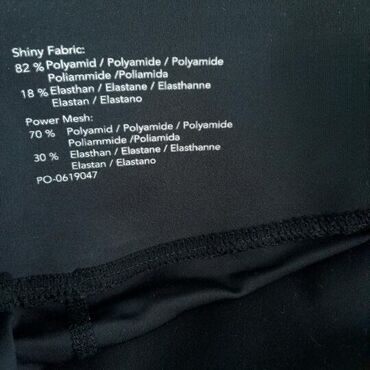 Shiny Fabric:
82 % Polyamid / Polyamide / Polyamide
Poliammide /Poliamida
18 % Elasthan / Elastane / Elasthanne
Elastan / Elastano
Power Mesh:
70 % Polyamid / Polyamide / Polyamide
Poliammide /Poliamida
30 % Elasthan / Elastane / Elasthanne
Elestan / Elastano
PO-0619047